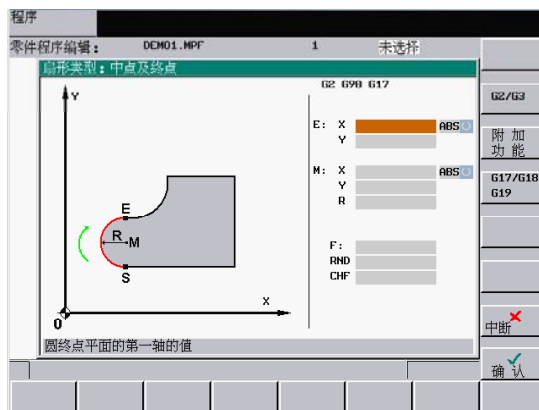 程序
零件程序编辑: DEMO1.MPF 1 未选择
扇形类型:中点及终点
G2 G90 G17
Y
E: X ABS
Y
M: X ABS
Y
R
F:
RND
CHF
E
R M
S
X
0
圆终点平面的第一轴的值
G2/G3
附 加
功 能
G17/G18
G19
中断
确 认